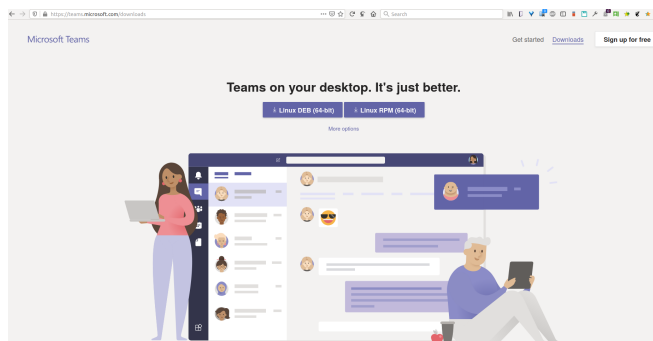 https://teams.microsoft.com/downloads
Search
Microsoft Teams
Get started
Downloads
Sign up for free
Teams on your desktop. It's just better.
Linux DEB (64-bit)
Linux RPM (64-bit)
More options